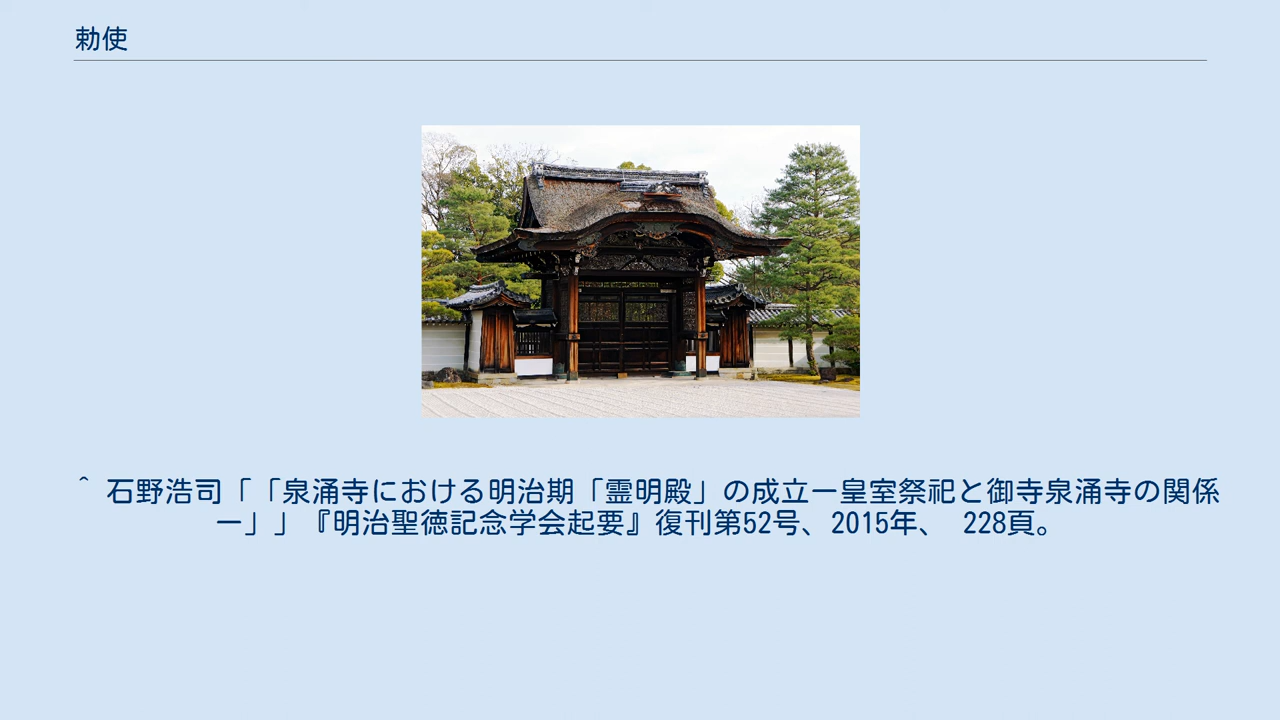 勅使
^ 石野浩司「「泉涌寺における明治期「霊明殿」の成立ー皇室祭祀と御寺泉涌寺の関係
ー」」『明治聖徳記念学会起要』復刊第52号、2015年、 228頁。